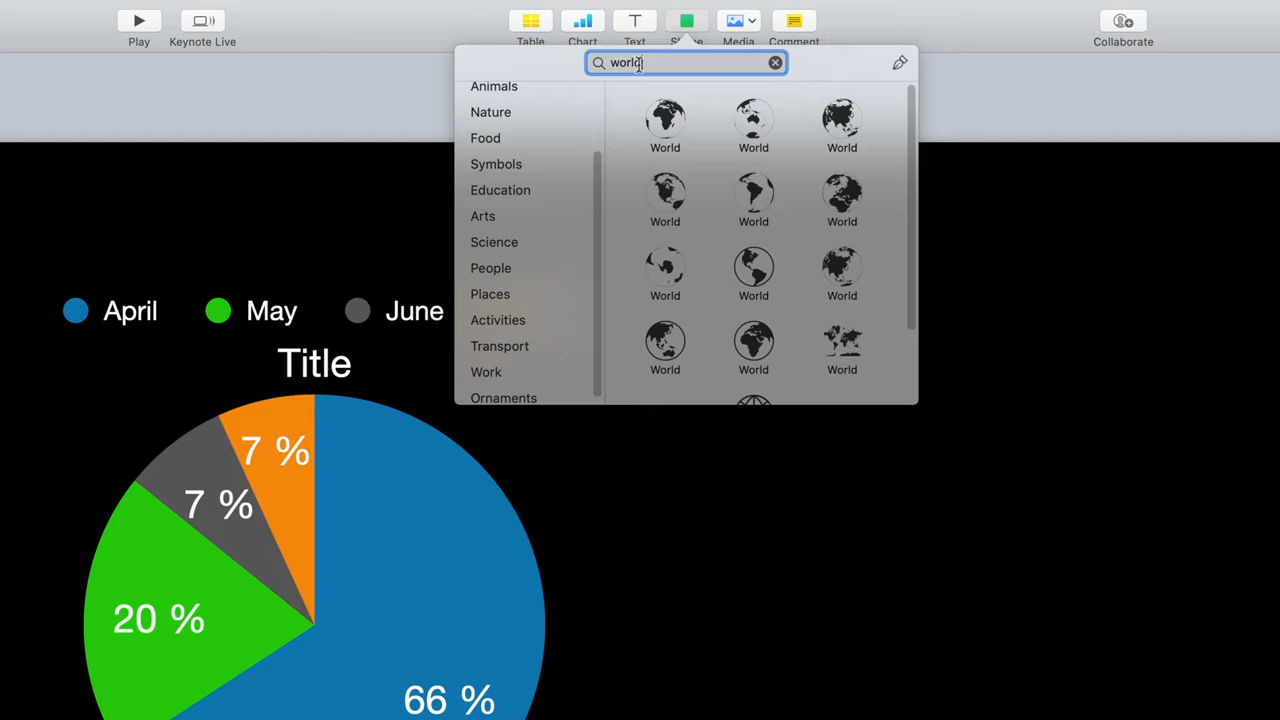 Play
Keynote Live
Table
Chart
Text
Media
Comment
Collaborate
world
Animals
Nature
Food
Symbols
Education
Arts
Science
People
Places
Activities
Transport
Work
Ornaments
World World World
World World World
World World World
World World World
April May June
Title
7 %
7 %
20 %
66 %